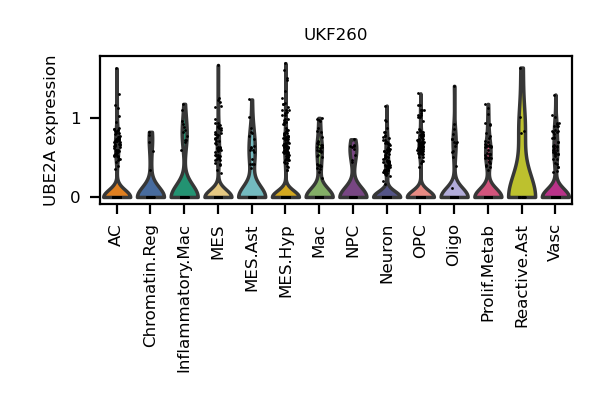 UKF260
UBE2A expression
1
0
AC
Chromatin.Reg
Inflammatory.Mac
MES
MES.Ast
MES.Hyp
Mac
NPC
Neuron
OPC
Oligo
Prolif.Metab
Reactive.Ast
Vasc